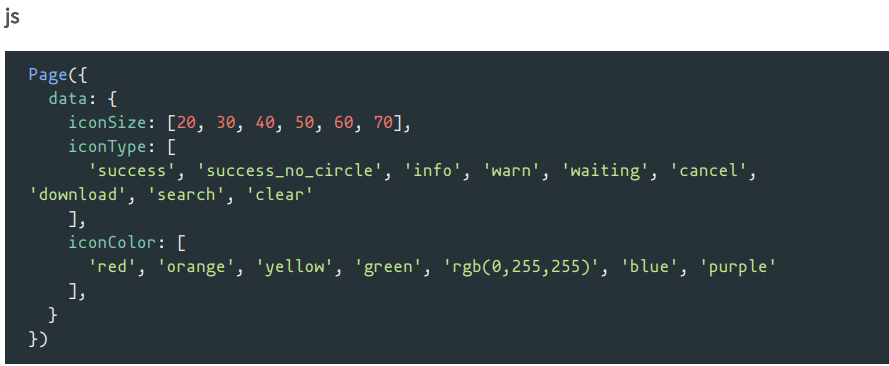 js
Page({
  data: {
    iconSize: [20, 30, 40, 50, 60, 70],
    iconType: [
      'success', 'success_no_circle', 'info', 'warn', 'waiting', 'cancel',
'download', 'search', 'clear'
    ],
    iconColor: [
      'red', 'orange', 'yellow', 'green', 'rgb(0,255,255)', 'blue', 'purple'
    ],
  }
})